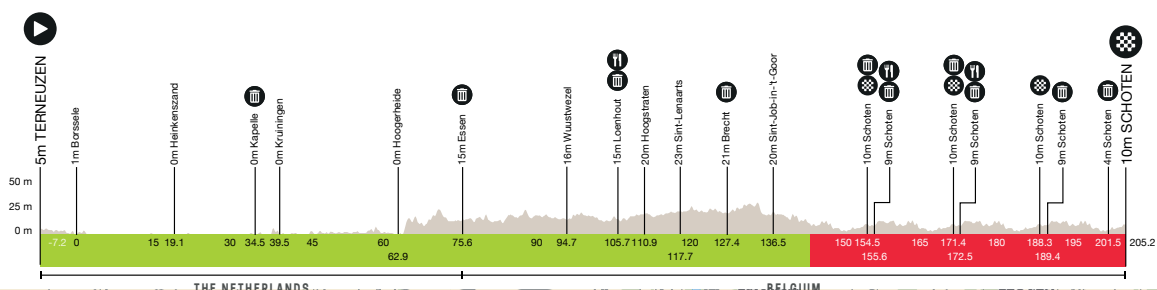 5m TERNEUZEN
1m Borssele
0m Heinkenszand
0m Kapelle
0m Kruiningen
0m Hoogerheide
15m Essen
16m Wuustwezel
15m Loenhout
20m Hoogstraten
23m Sint-Lenaarts
21m Brecht
20m Sint-Job-in-'t-Goor
10m Schoten
9m Schoten
10m Schoten
9m Schoten
10m Schoten
9m Schoten
4m Schoten
10m SCHOTEN
50 m
25 m
0 m
-7.2 0 15 19.1 30 34.5 39.5 45 60 75.6 90 94.7 105.7 110.9 120 127.4 136.5 150 154.5 165 171.4 180 188.3 195 201.5 205.2
62.9 117.7 155.6 172.5 189.4
THE NETHERLANDS BELGIUM